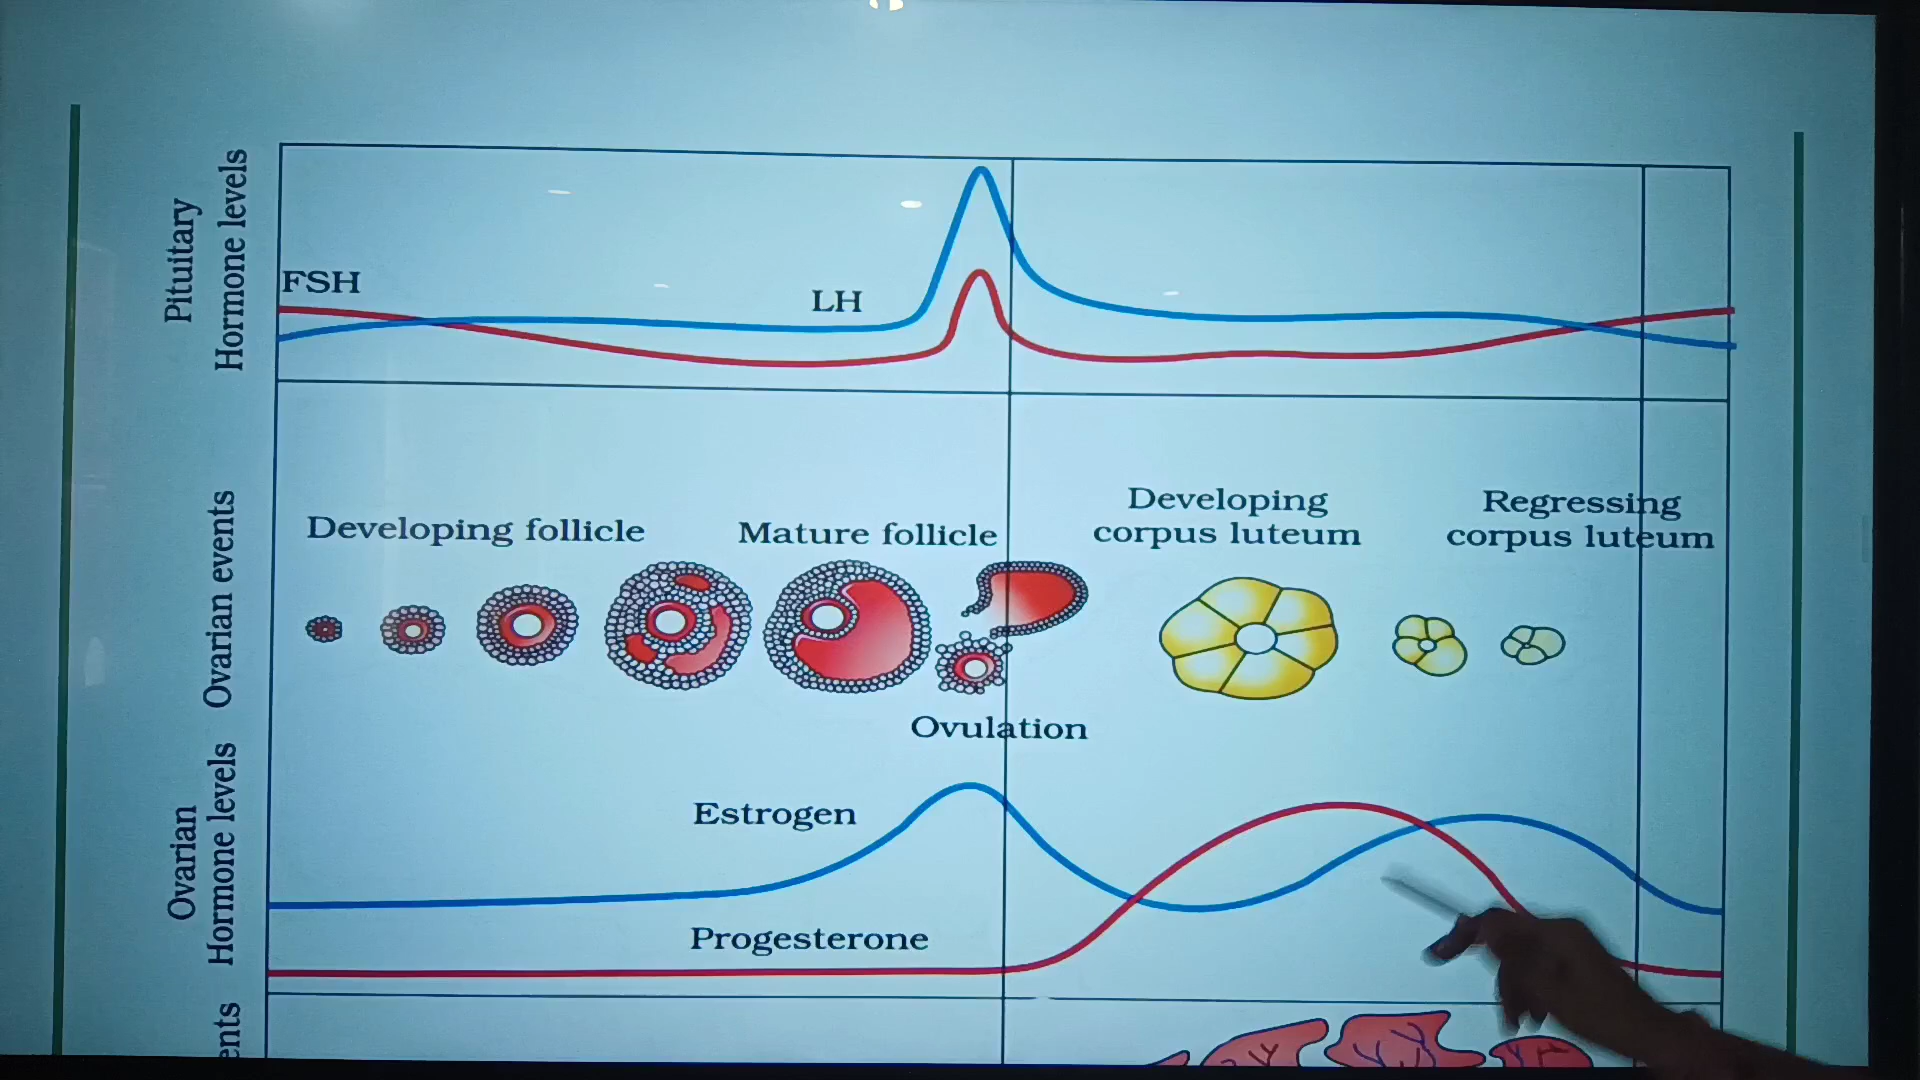 Pituitary
Hormone levels
FSH
LH
Ovarian events
Developing follicle
Mature follicle
Developing
corpus luteum
Regressing
corpus luteum
Ovulation
Ovarian
Hormone levels
Estrogen
Progesterone